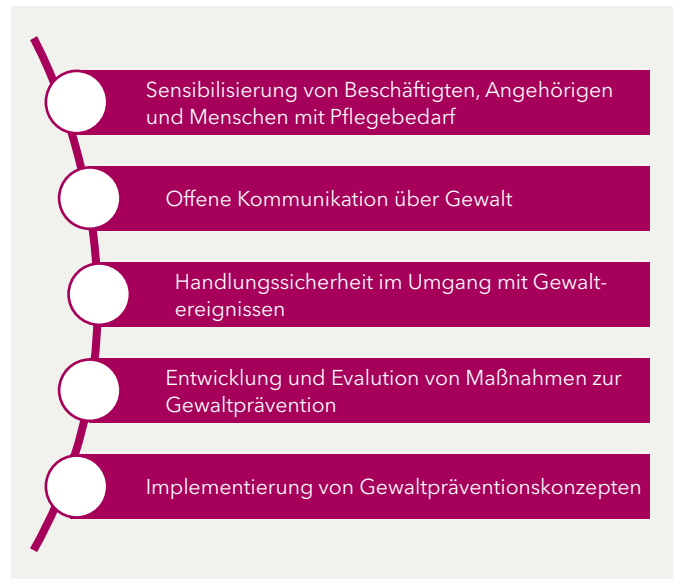 Sensibilisierung von Beschäftigten, Angehörigen
und Menschen mit Pflegebedarf
Offene Kommunikation über Gewalt
Handlungssicherheit im Umgang mit Gewalt-
ereignissen
Entwicklung und Evalution von Maßnahmen zur
Gewaltprävention
Implementierung von Gewaltpräventionskonzepten